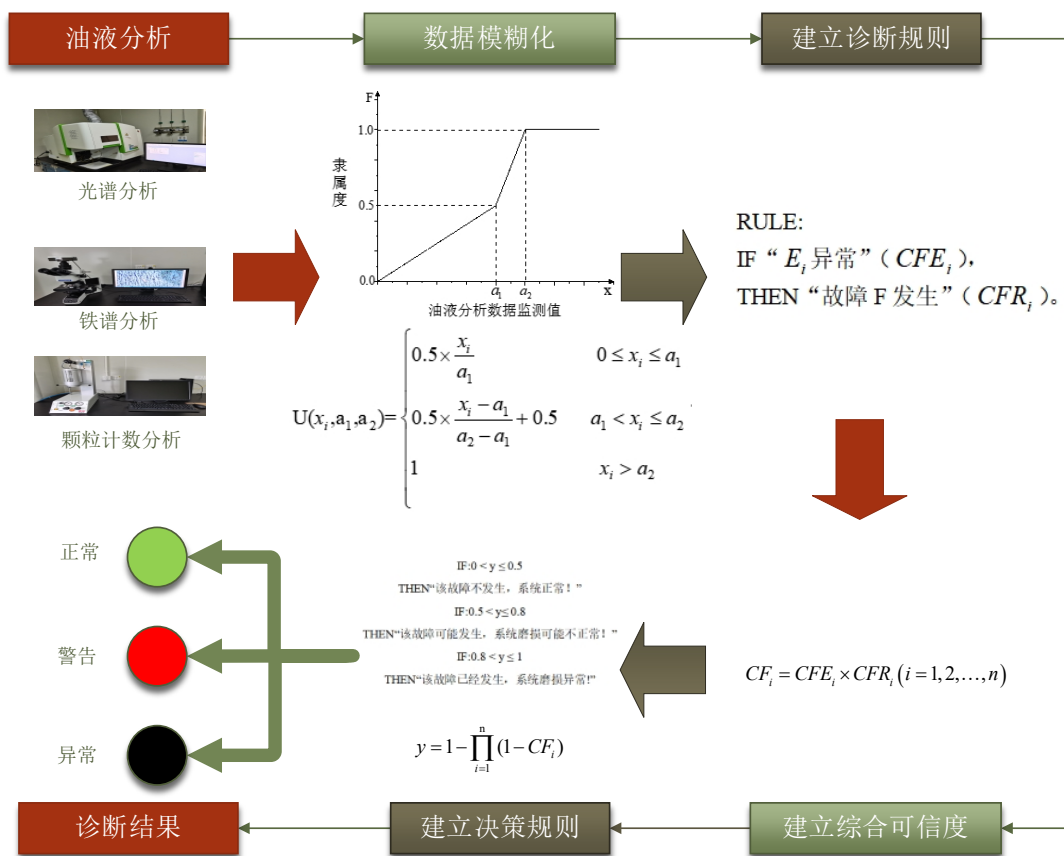 油液分析
数据模糊化
建立诊断规则
光谱分析
铁谱分析
颗粒计数分析
F
1.0
0.5
0.0
隶属度
a₁ a₂ x
油液分析数据监测值
U(xᵢ,a₁,a₂)=
0.5×xᵢ/a₁ 0≤xᵢ≤a₁
0.5×(xᵢ−a₁)/(a₂−a₁)+0.5 a₁<xᵢ≤a₂
1 xᵢ>a₂
RULE:
IF“Eᵢ异常”(CFEᵢ),
THEN“故障F发生”(CFRᵢ)。
CFᵢ=CFEᵢ×CFRᵢ(i=1,2,…,n)
IF:0<y≤0.5
THEN“该故障不发生，系统正常！”
IF:0.5<y≤0.8
THEN“该故障可能发生，系统磨损可能不正常！”
IF:0.8<y≤1
THEN“该故障已经发生，系统磨损异常!”
y=1−∏ⁿᵢ₌₁(1−CFᵢ)
正常
警告
异常
诊断结果
建立决策规则
建立综合可信度